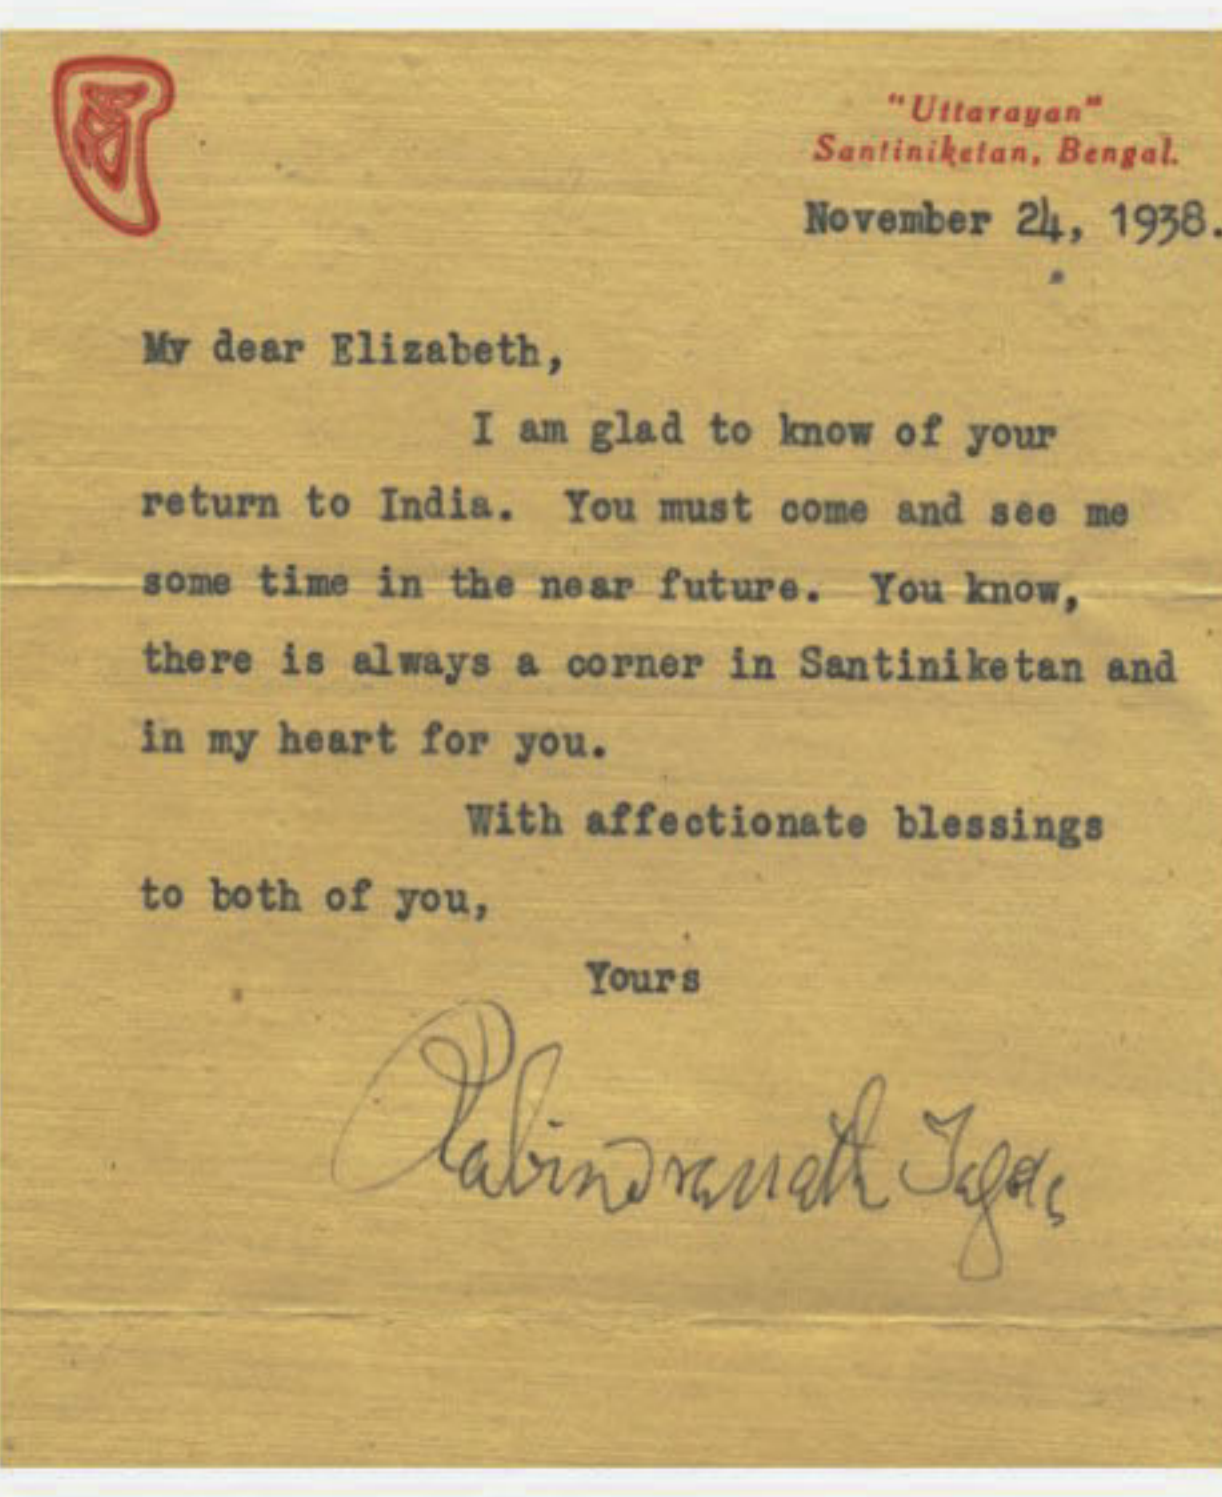 "Uttarayan"
Santiniketan, Bengal.
November 24, 1938.
My dear Elizabeth,
I am glad to know of your
return to India. You must come and see me
some time in the near future. You know,
there is always a corner in Santiniketan and
in my heart for you.
With affectionate blessings
to both of you,
Yours
Rabindranath Tagore